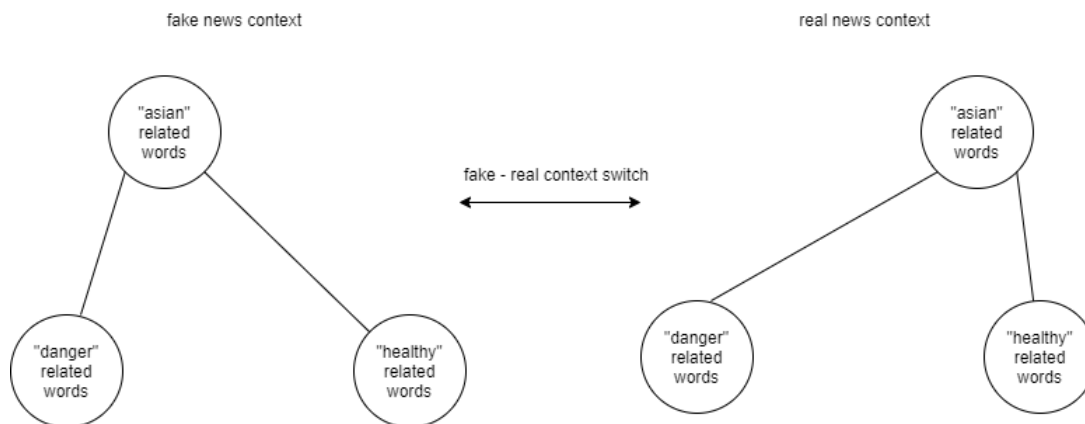 fake news context
real news context
"asian"
related
words
"asian"
related
words
fake - real context switch
"danger"
related
words
"healthy"
related
words
"danger"
related
words
"healthy"
related
words